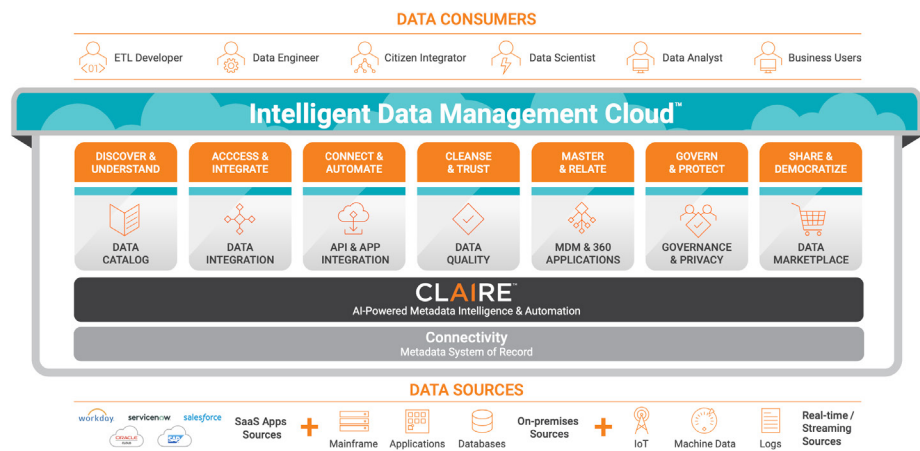 DATA CONSUMERS
<01>
ETL Developer
Data Engineer
Citizen Integrator
Data Scientist
Data Analyst
Business Users
Intelligent Data Management Cloud™
DISCOVER &
UNDERSTAND
DATA
CATALOG
ACCCESS &
INTEGRATE
DATA
INTEGRATION
CONNECT &
AUTOMATE
API & APP
INTEGRATION
CLEANSE
& TRUST
DATA
QUALITY
MASTER
& RELATE
MDM & 360
APPLICATIONS
GOVERN
& PROTECT
GOVERNANCE
& PRIVACY
SHARE &
DEMOCRATIZE
DATA
MARKETPLACE
CLAIRE™
AI-Powered Metadata Intelligence & Automation
Connectivity
Metadata System of Record
DATA SOURCES
workday.
servicenow
salesforce
ORACLE
SAP
SaaS Apps
Sources
+
Mainframe
Applications
Databases
On-premises
Sources
+
IoT
Machine Data
Logs
Real-time /
Streaming
Sources